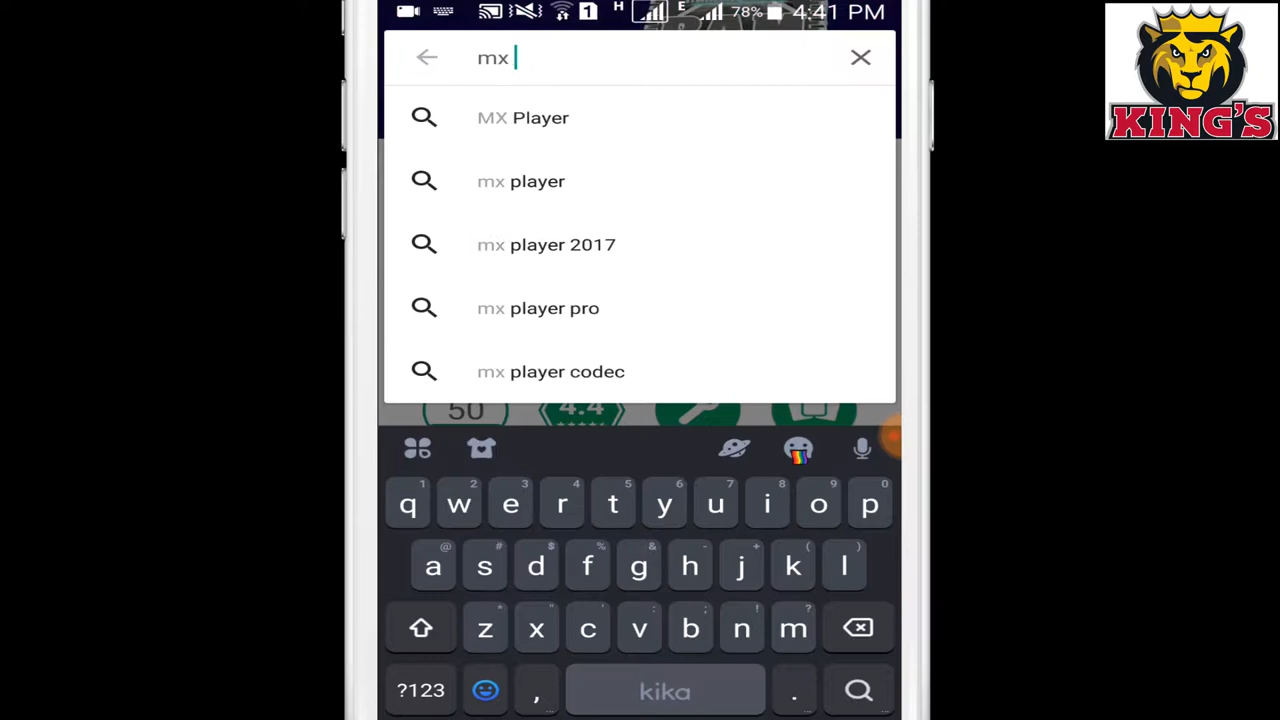 1 H E 78% 4:41 PM
KING'S
mx
MX Player
mx player
mx player 2017
mx player pro
mx player codec
50 4.4
1 2 3 4 5 6 7 8 9 0
q w e r t y u i o p
@ # $ % & - + ( )
a s d f g h j k l
* " ' : ; ! ?
z x c v b n m
?123 , kika .